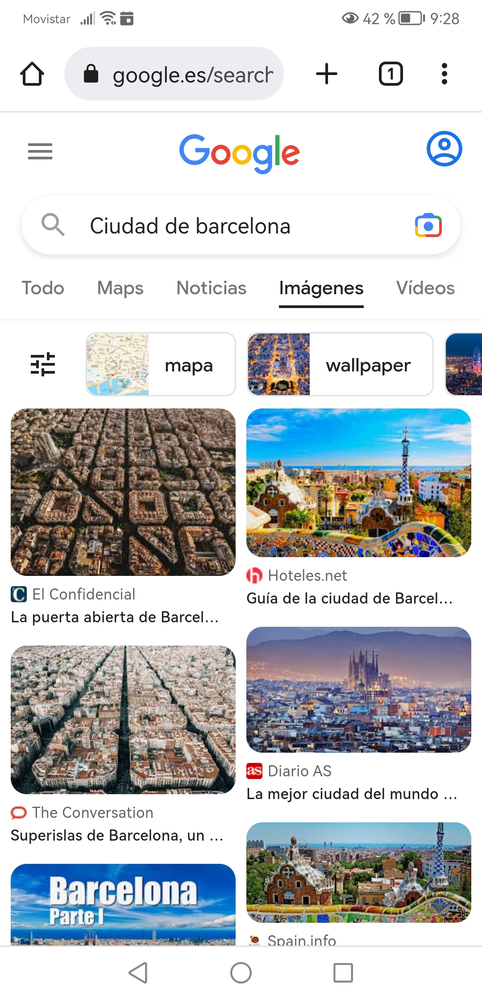 Movistar 42 % 9:28
google.es/search
1
Google
Ciudad de barcelona
Todo Maps Noticias Imágenes Vídeos
mapa wallpaper
El Confidencial
La puerta abierta de Barcel...
Hoteles.net
Guía de la ciudad de Barcel...
The Conversation
Superislas de Barcelona, un ...
as Diario AS
La mejor ciudad del mundo ...
Barcelona
Parte I
Spain.info